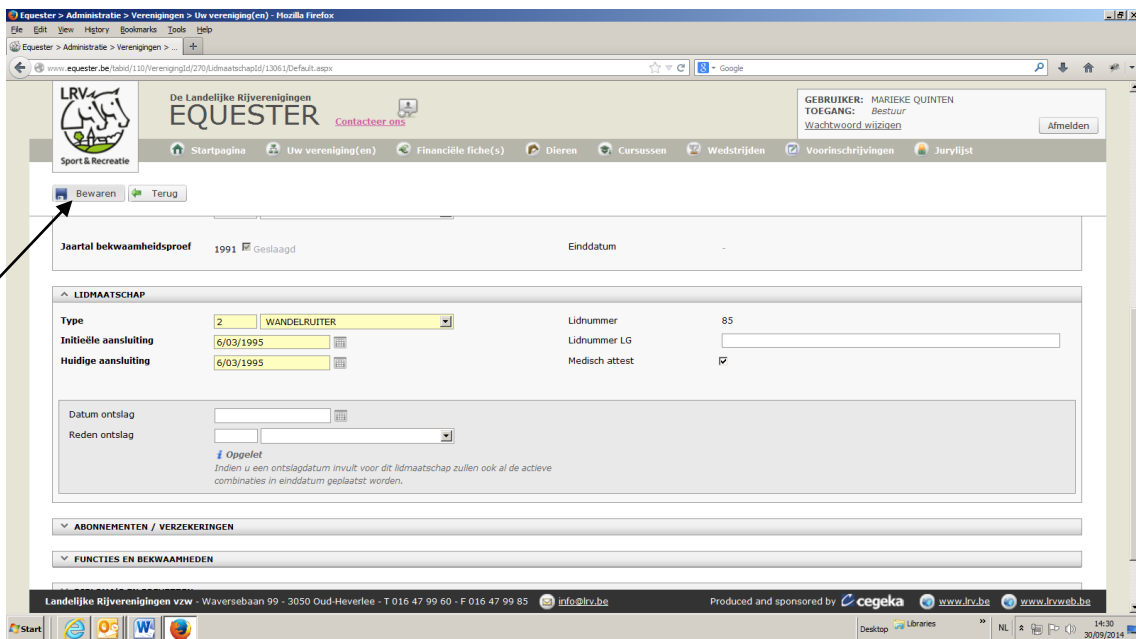 Equester > Administratie > Verenigingen > Uw vereniging(en) - Mozilla Firefox
File Edit View History Bookmarks Tools Help
Equester > Administratie > Verenigingen > ... +
www.equester.be/tabid/110/VerenigingId/270/LidmaatschapId/13061/Default.aspx
Google
LRV
Sport & Recreatie
De Landelijke Rijverenigingen
EQUESTER
Contacteer ons
GEBRUIKER: MARIEKE QUINTEN
TOEGANG: Bestuur
Wachtwoord wijzigen
Afmelden
Startpagina Uw vereniging(en) Financiële fiche(s) Dieren Cursussen Wedstrijden Voorinschrijvingen Jurylijst
Bewaren Terug
Jaartal bekwaamheidsproef 1991 Geslaagd Einddatum -
LIDMAATSCHAP
Type 2 WANDELRUITER Lidnummer 85
Initieële aansluiting 6/03/1995 Lidnummer LG
Huidige aansluiting 6/03/1995 Medisch attest
Datum ontslag
Reden ontslag
i Opgelet
Indien u een ontslagdatum invult voor dit lidmaatschap zullen ook al de actieve
combinaties in einddatum geplaatst worden.
ABONNEMENTEN / VERZEKERINGEN
FUNCTIES EN BEKWAAMHEDEN
Landelijke Rijverenigingen vzw - Waversebaan 99 - 3050 Oud-Heverlee - T 016 47 99 60 - F 016 47 99 85 info@lrv.be Produced and sponsored by cegeka www.lrv.be www.lrvweb.be
Start Desktop Libraries » NL 14:30
30/09/2014